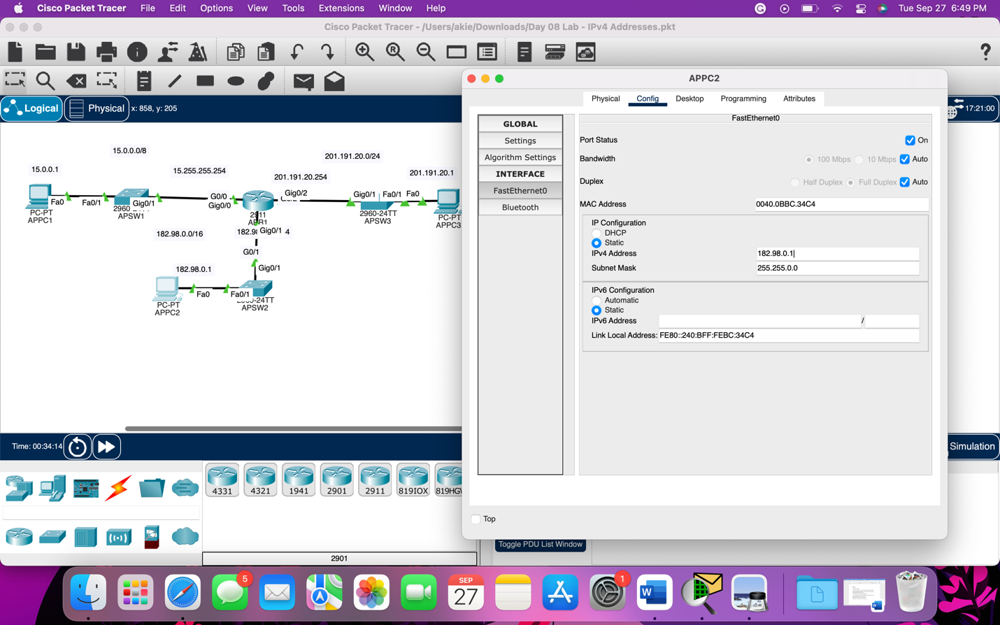 Cisco Packet Tracer File Edit Options View Tools Extensions Window Help Tue Sep 27 6:49 PM
Cisco Packet Tracer - /Users/akie/Downloads/Day 08 Lab - IPv4 Addresses.pkt
Logical Physical x: 858, y: 205 17:21:00
15.0.0.0/8
201.191.20.0/24
15.0.0.1
15.255.255.254
201.191.20.254
201.191.20.1
Fa0
Fa0/1
Gig0/1
G0/0
Gig0/0
Gig0/2
Gig0/1
Fa0/1
Fa0
PC-PT
APPC1
2960
APSW1
2911
2960-24TT
APSW3
PC-PT
APPC3
182.98.0.0/16
Gig0/1
G0/1
182.98.0.1
Gig0/1
Fa0
Fa0/1
PC-PT
APPC2
APSW2
APPC2
Physical Config Desktop Programming Attributes
GLOBAL
Settings
Algorithm Settings
INTERFACE
FastEthernet0
Bluetooth
FastEthernet0
Port Status On
Bandwidth 100 Mbps 10 Mbps Auto
Duplex Half Duplex Full Duplex Auto
MAC Address 0040.0BBC.34C4
IP Configuration
DHCP
Static
IPv4 Address 182.98.0.1
Subnet Mask 255.255.0.0
IPv6 Configuration
Automatic
Static
IPv6 Address /
Link Local Address: FE80::240:BFF:FEBC:34C4
Top
Time: 00:34:14
Simulation
4331 4321 1941 2901 2911 819IOX 819HGW
2901
Toggle PDU List Window
5
SEP
27
1